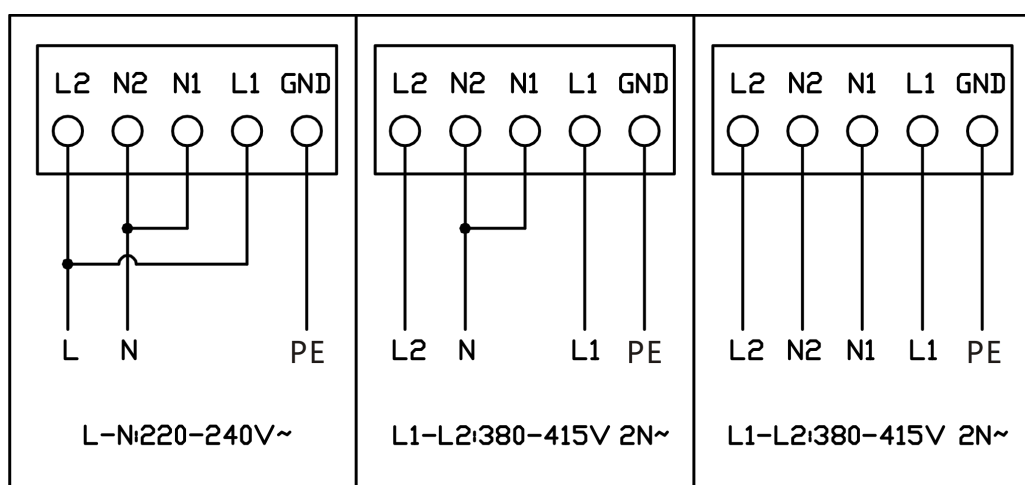 L2 N2 N1 L1 GND
L N PE
L-N:220-240V~
L2 N2 N1 L1 GND
L2 N L1 PE
L1-L2:380-415V 2N~
L2 N2 N1 L1 GND
L2 N2 N1 L1 PE
L1-L2:380-415V 2N~